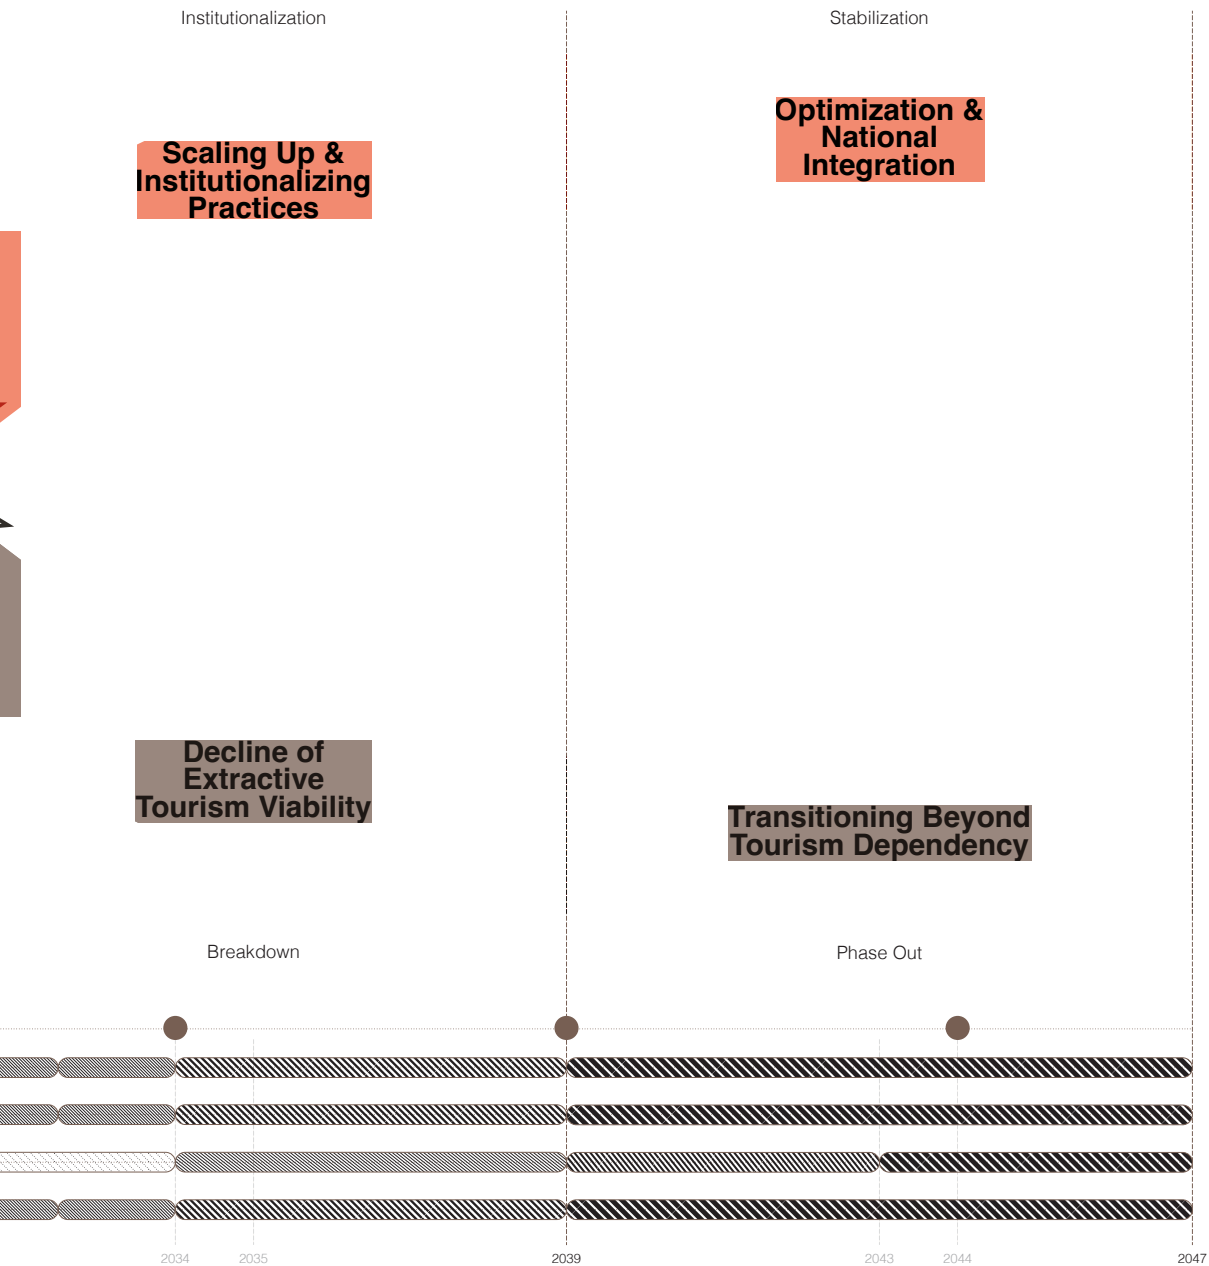 Institutionalization
Stabilization
Optimization &
National
Integration
Scaling Up &
Institutionalizing
Practices
Decline of
Extractive
Tourism Viability
Transitioning Beyond
Tourism Dependency
Breakdown
Phase Out
2034
2035
2039
2043
2044
2047